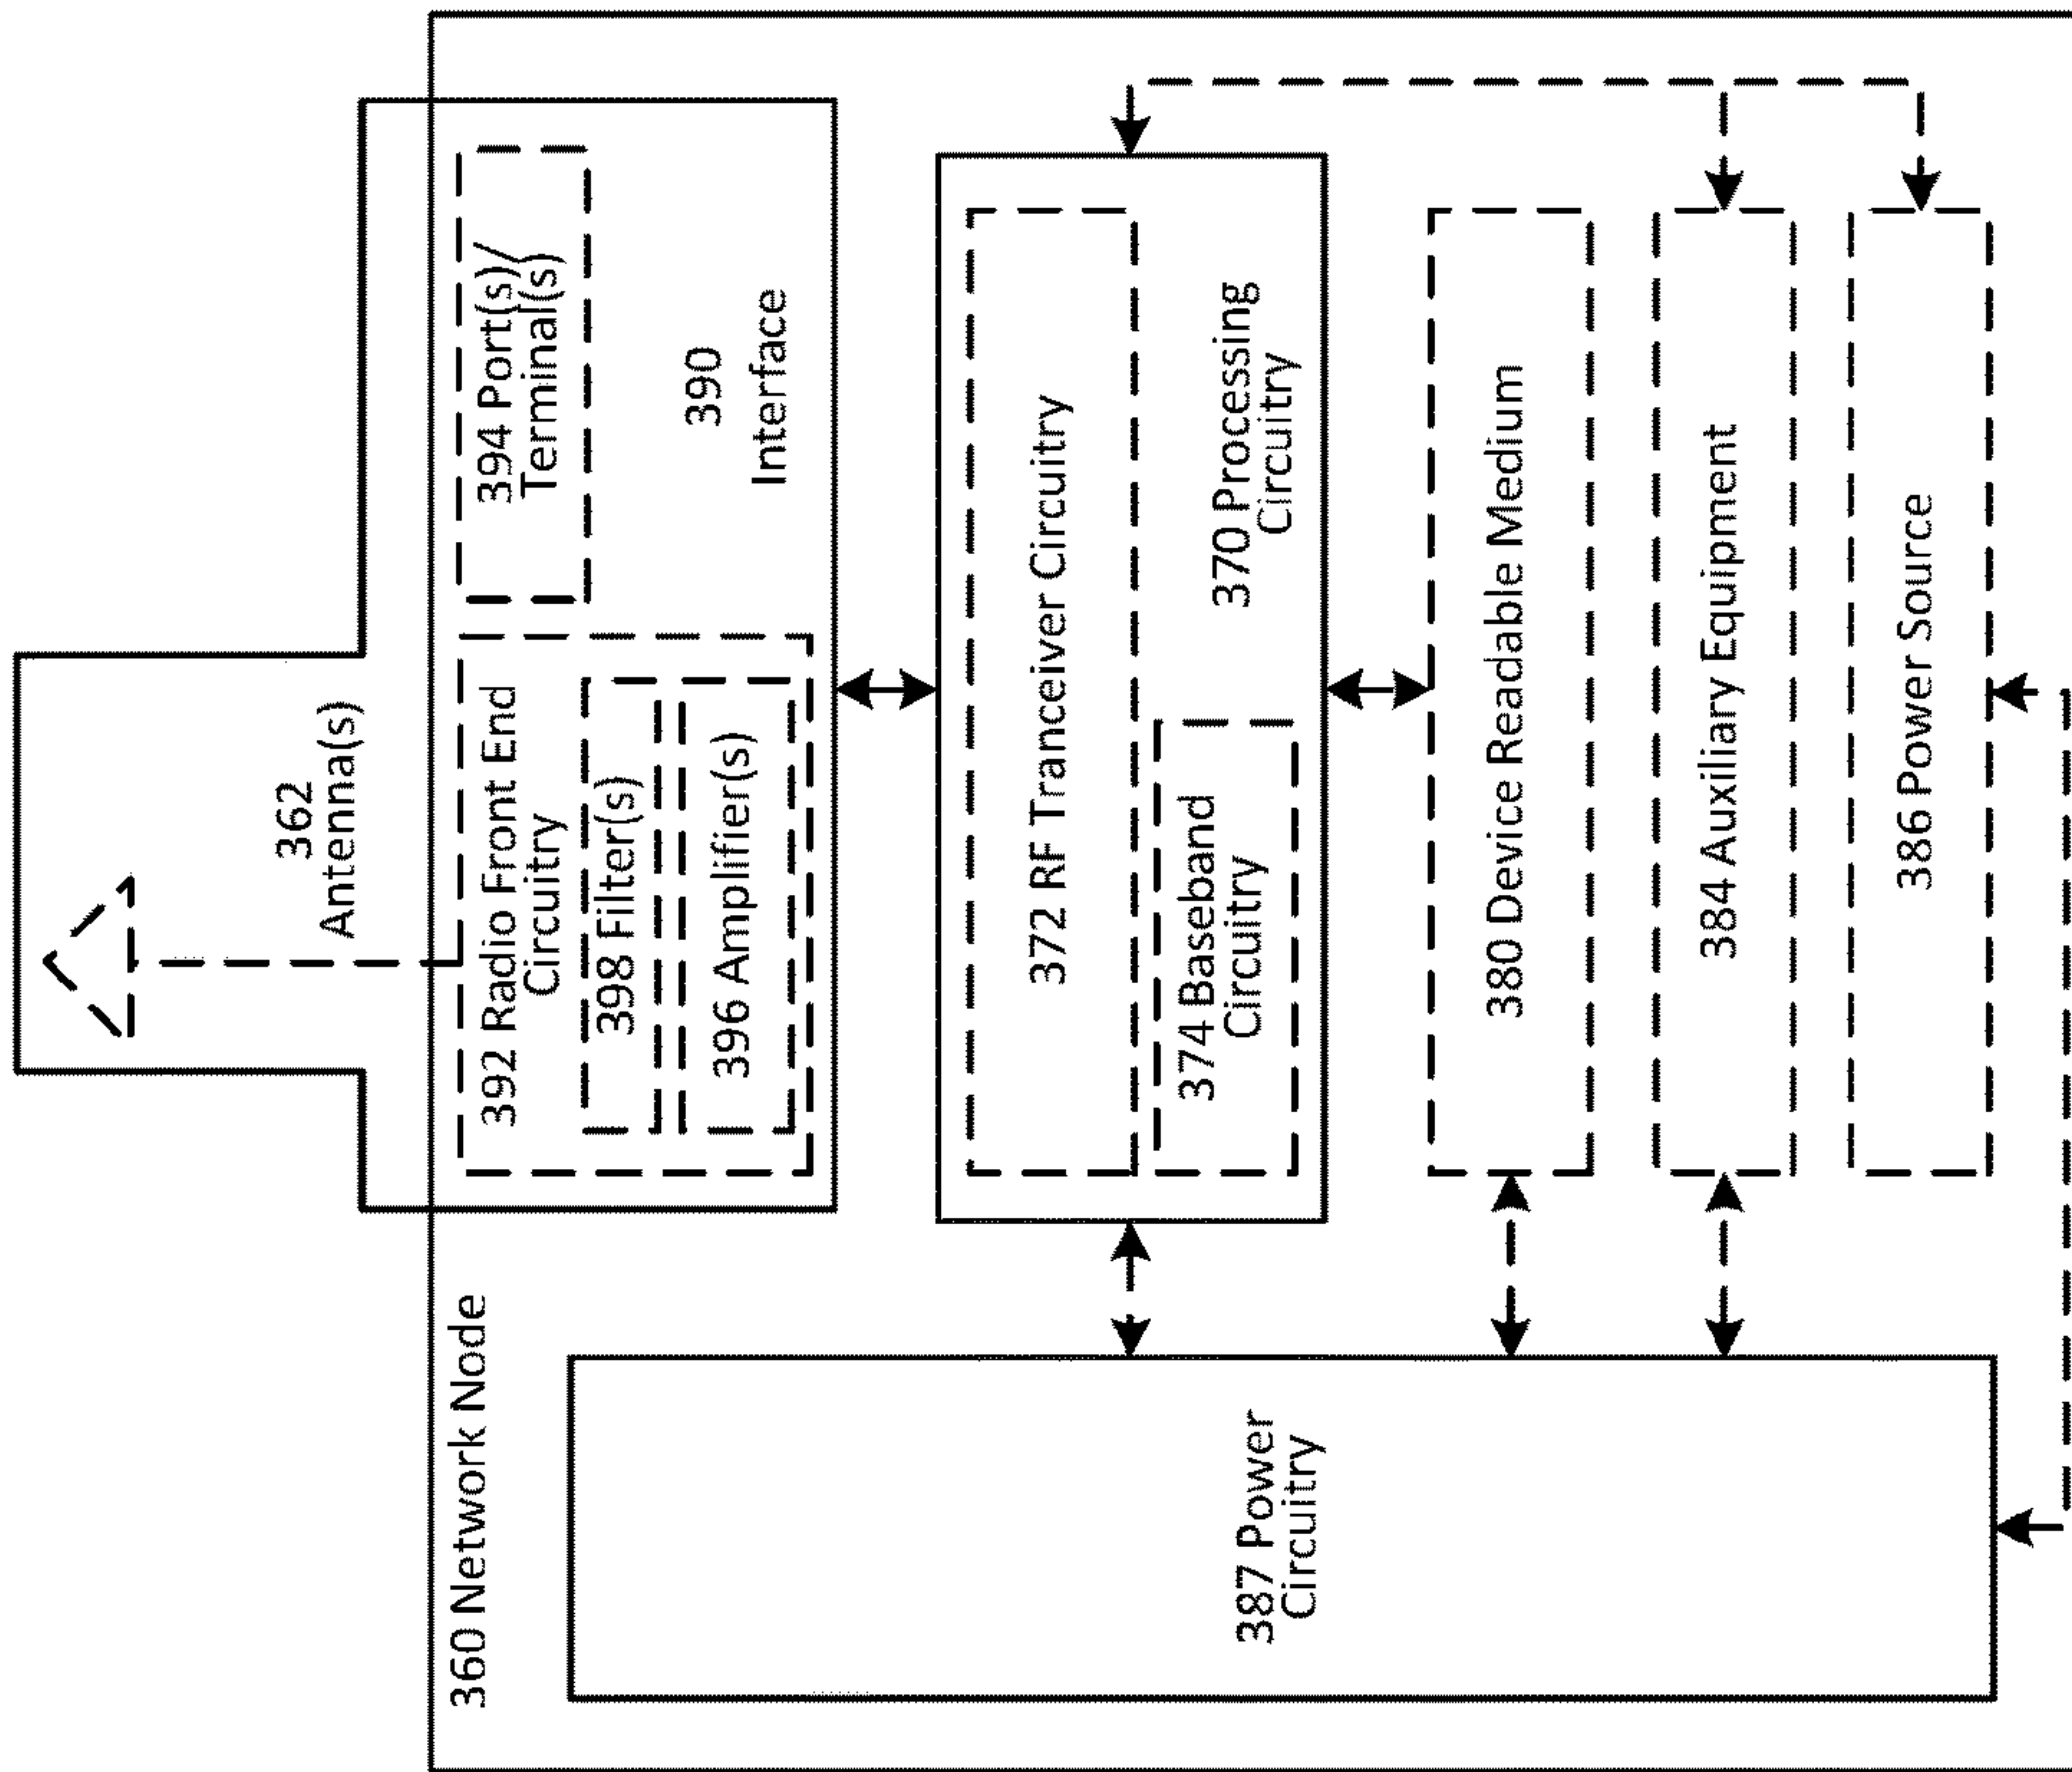 360 Network Node
362
Antenna(s)
392 Radio Front End
Circuitry
398 Filter(s)
396 Amplifier(s)
394 Port(s)/
Terminal(s)
390
Interface
372 RF Tranceiver Circuitry
374 Baseband
Circuitry
370 Processing
Circuitry
387 Power
Circuitry
380 Device Readable Medium
384 Auxiliary Equipment
386 Power Source